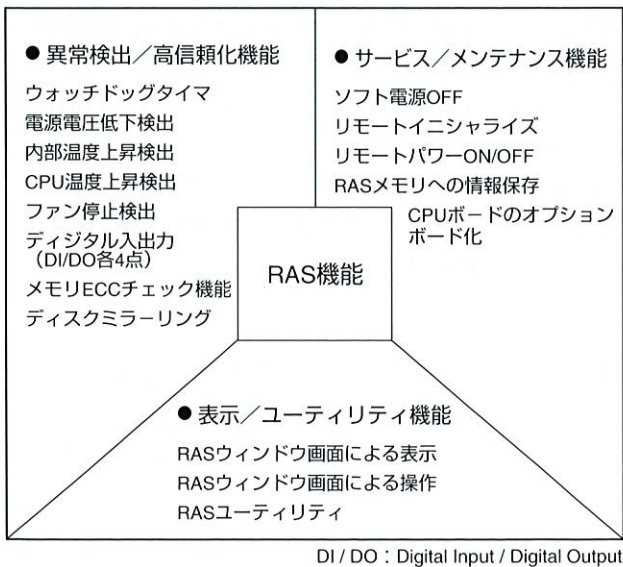 ● 異常検出／高信頼化機能
ウォッチドッグタイマ
電源電圧低下検出
内部温度上昇検出
CPU温度上昇検出
ファン停止検出
ディジタル入出力
（DI/DO各4点）
メモリECCチェック機能
ディスクミラーリング
● サービス／メンテナンス機能
ソフト電源OFF
リモートイニシャライズ
リモートパワーON/OFF
RASメモリへの情報保存
CPUボードのオプション
ボード化
RAS機能
● 表示／ユーティリティ機能
RASウィンドウ画面による表示
RASウィンドウ画面による操作
RASユーティリティ
DI / DO：Digital Input / Digital Output